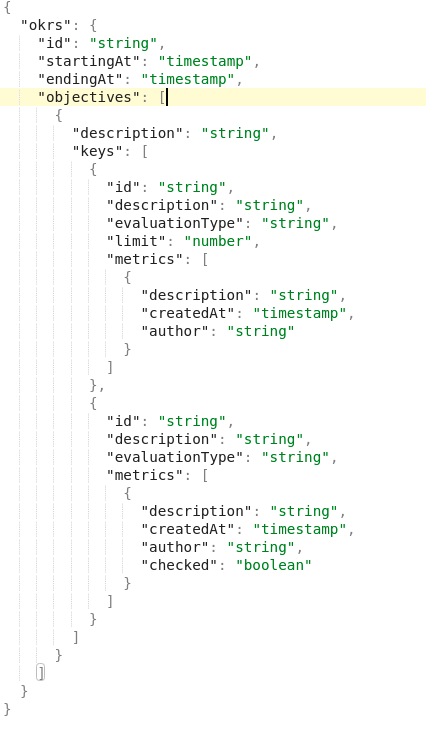 {
  "okrs": {
    "id": "string",
    "startingAt": "timestamp",
    "endingAt": "timestamp",
    "objectives": [
      {
        "description": "string",
        "keys": [
          {
            "id": "string",
            "description": "string",
            "evaluationType": "string",
            "limit": "number",
            "metrics": [
              {
                "description": "string",
                "createdAt": "timestamp",
                "author": "string"
              }
            ]
          },
          {
            "id": "string",
            "description": "string",
            "evaluationType": "string",
            "metrics": [
              {
                "description": "string",
                "createdAt": "timestamp",
                "author": "string",
                "checked": "boolean"
              }
            ]
          }
        ]
      }
    ]
  }
}